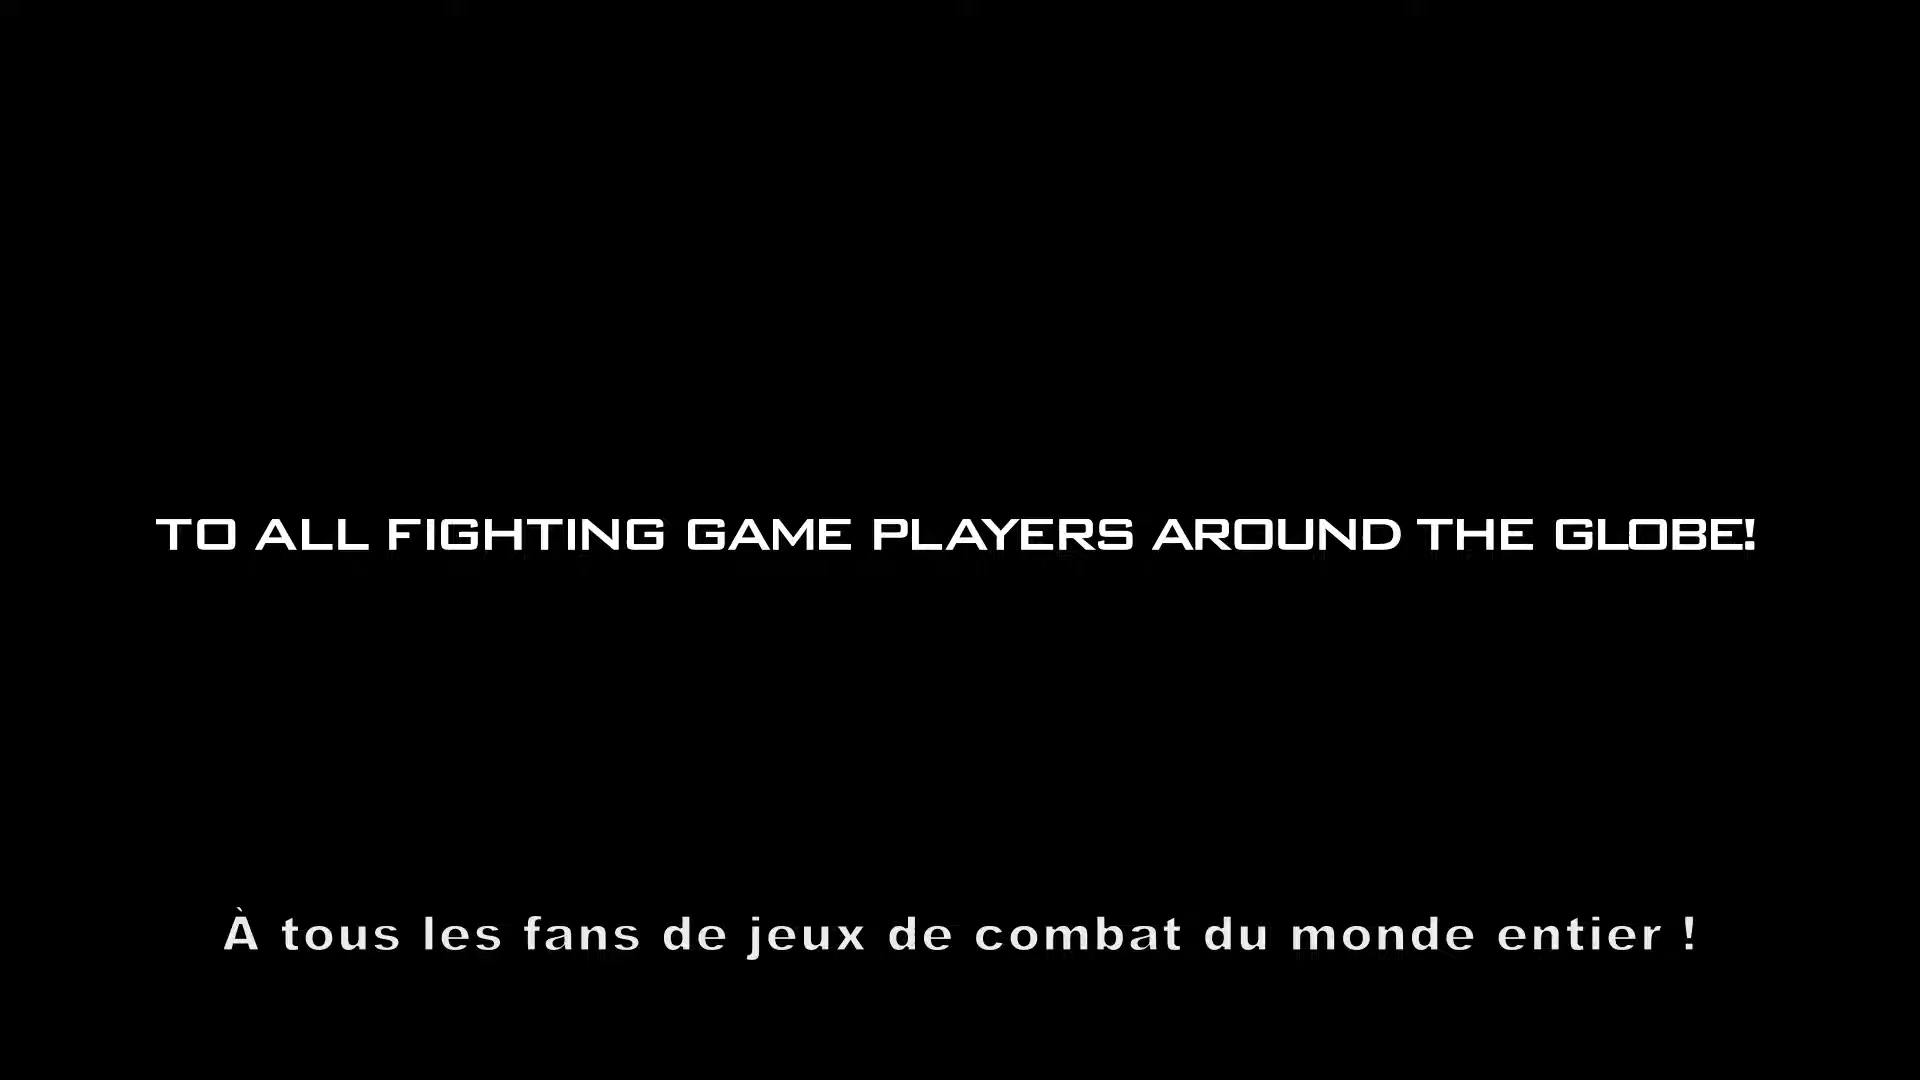 TO ALL FIGHTING GAME PLAYERS AROUND THE GLOBE!
À tous les fans de jeux de combat du monde entier !